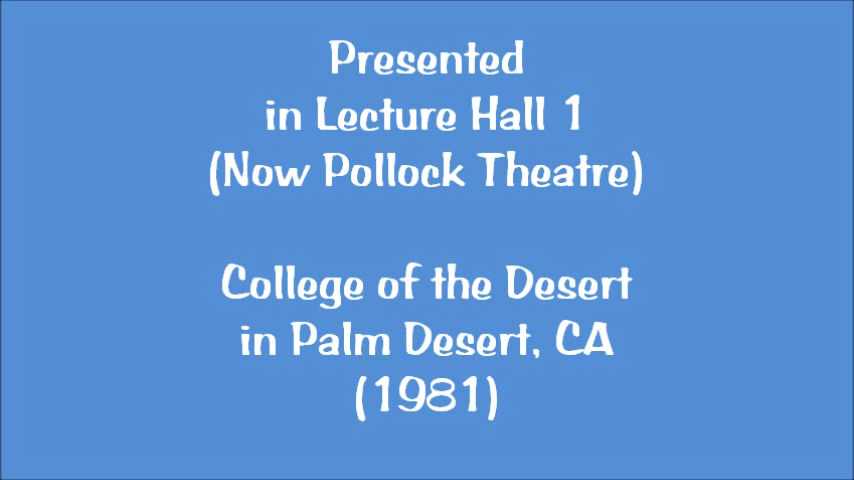 Presented
in Lecture Hall 1
(Now Pollock Theatre)
College of the Desert
in Palm Desert, CA
(1981)